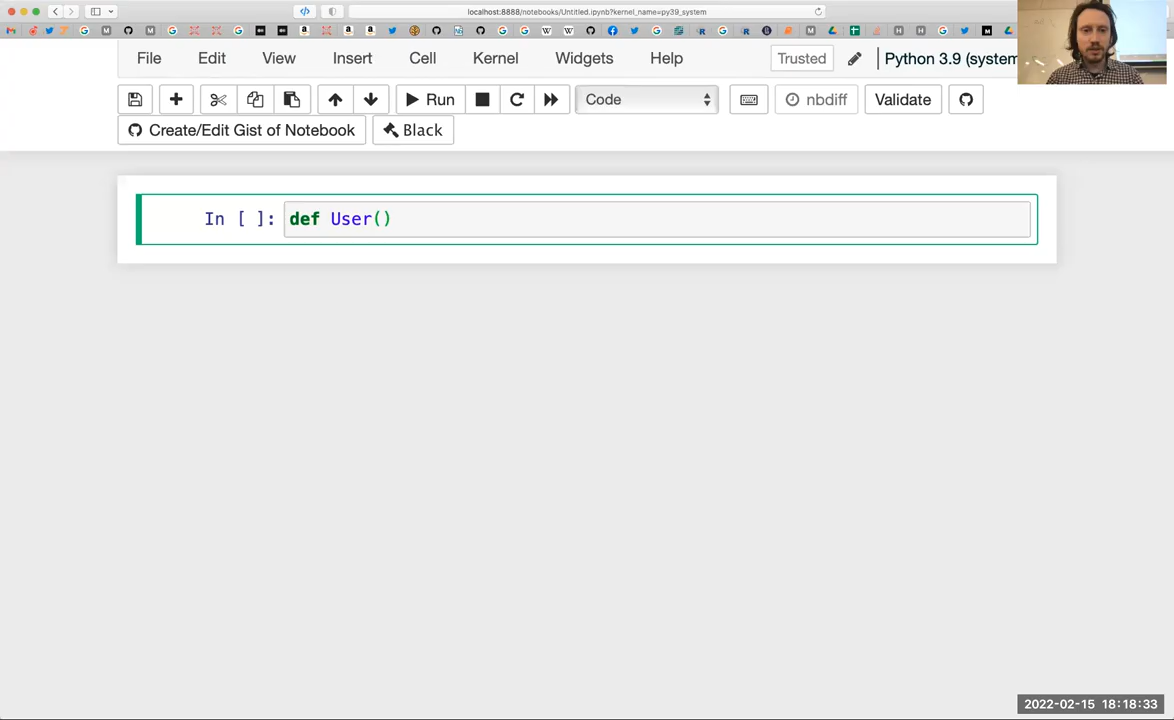 localhost:8888/notebooks/Untitled.ipynb?kernel_name=py39_system
File Edit View Insert Cell Kernel Widgets Help Trusted Python 3.9 (system
Run Code nbdiff Validate
Create/Edit Gist of Notebook Black
In [ ]: def User()
2022-02-15 18:18:33